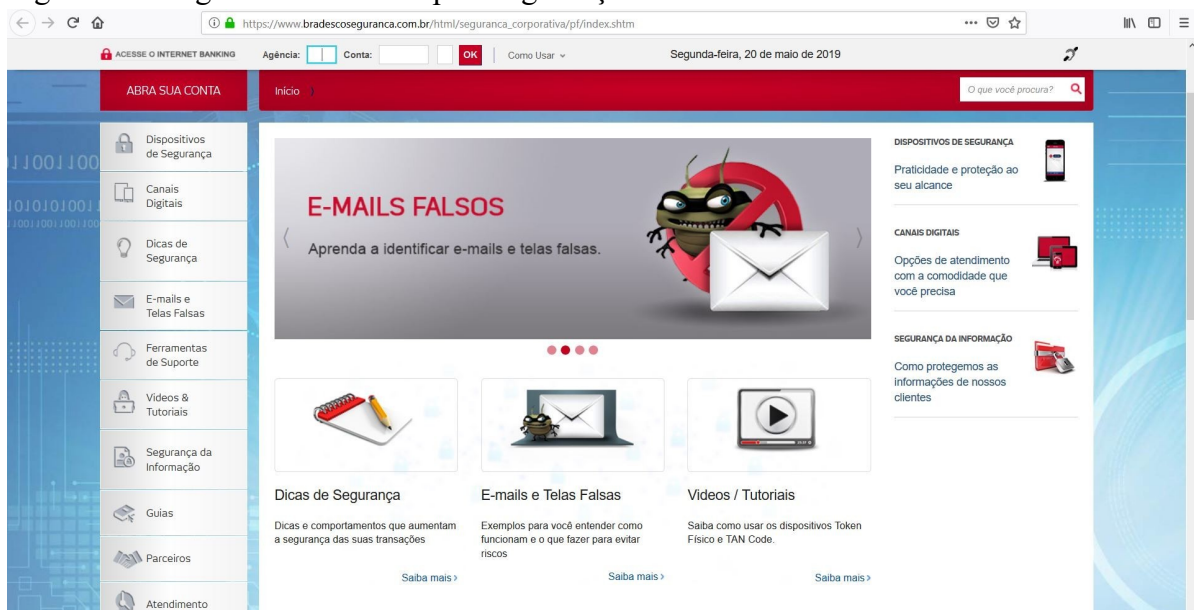 https://www.bradescoseguranca.com.br/html/seguranca_corporativa/pf/index.shtm
ACESSE O INTERNET BANKING Agência: Conta: OK Como Usar Segunda-feira, 20 de maio de 2019
ABRA SUA CONTA
Início
O que você procura?
Dispositivos
de Segurança
Canais
Digitais
Dicas de
Segurança
E-mails e
Telas Falsas
Ferramentas
de Suporte
Videos &
Tutoriais
Segurança da
Informação
Guias
Parceiros
Atendimento
E-MAILS FALSOS
Aprenda a identificar e-mails e telas falsas.
Dicas de Segurança
Dicas e comportamentos que aumentam
a segurança das suas transações
Saiba mais
E-mails e Telas Falsas
Exemplos para você entender como
funcionam e o que fazer para evitar
riscos
Saiba mais
Videos / Tutoriais
Saiba como usar os dispositivos Token
Físico e TAN Code.
Saiba mais
DISPOSITIVOS DE SEGURANÇA
Praticidade e proteção ao
seu alcance
CANAIS DIGITAIS
Opções de atendimento
com a comodidade que
você precisa
SEGURANÇA DA INFORMAÇÃO
Como protegemos as
informações de nossos
clientes